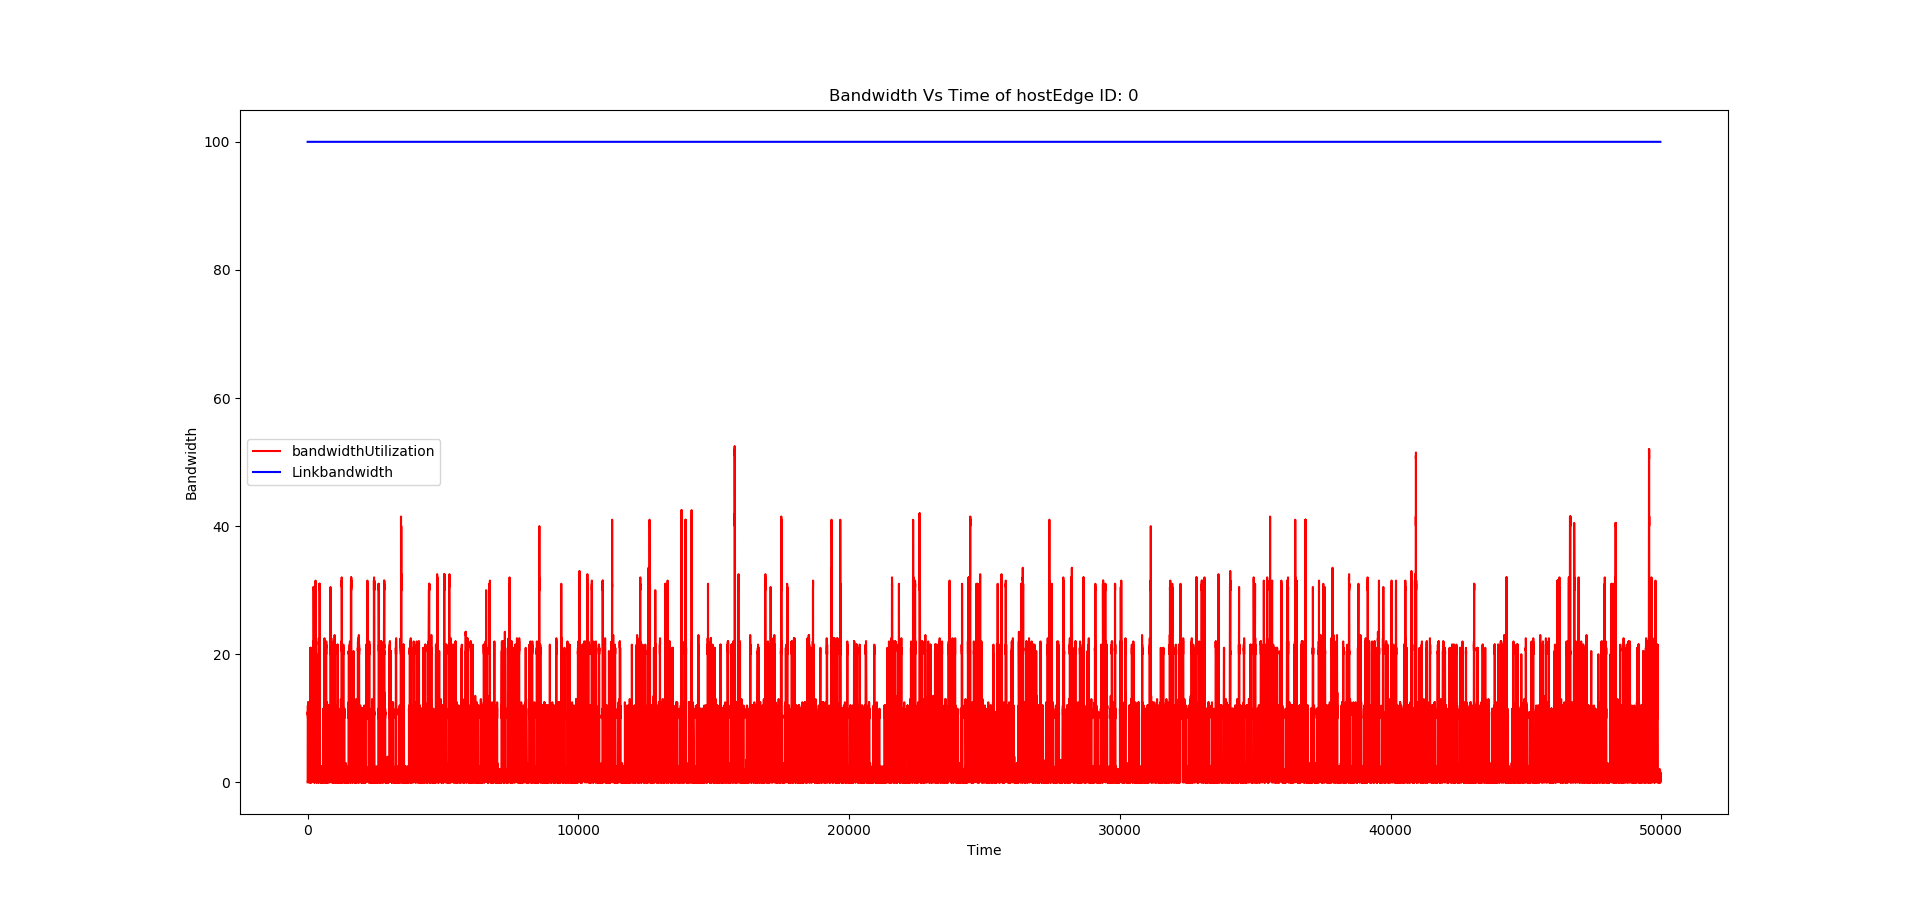 Bandwidth Vs Time of hostEdge ID: 0
100
80
60
40
20
0
Bandwidth
bandwidthUtilization
Linkbandwidth
0 10000 20000 30000 40000 50000
Time